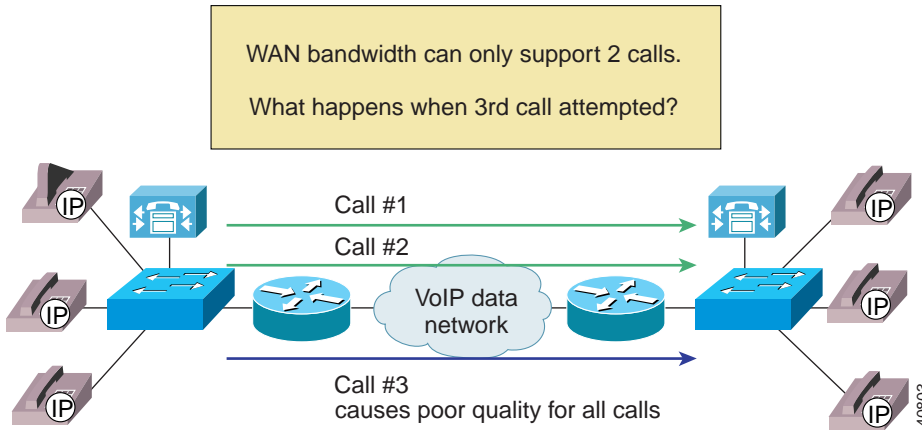 WAN bandwidth can only support 2 calls.
What happens when 3rd call attempted?
IP
Call #1
IP
Call #2
IP
VoIP data
network
IP
Call #3
causes poor quality for all calls
IP
IP
40803